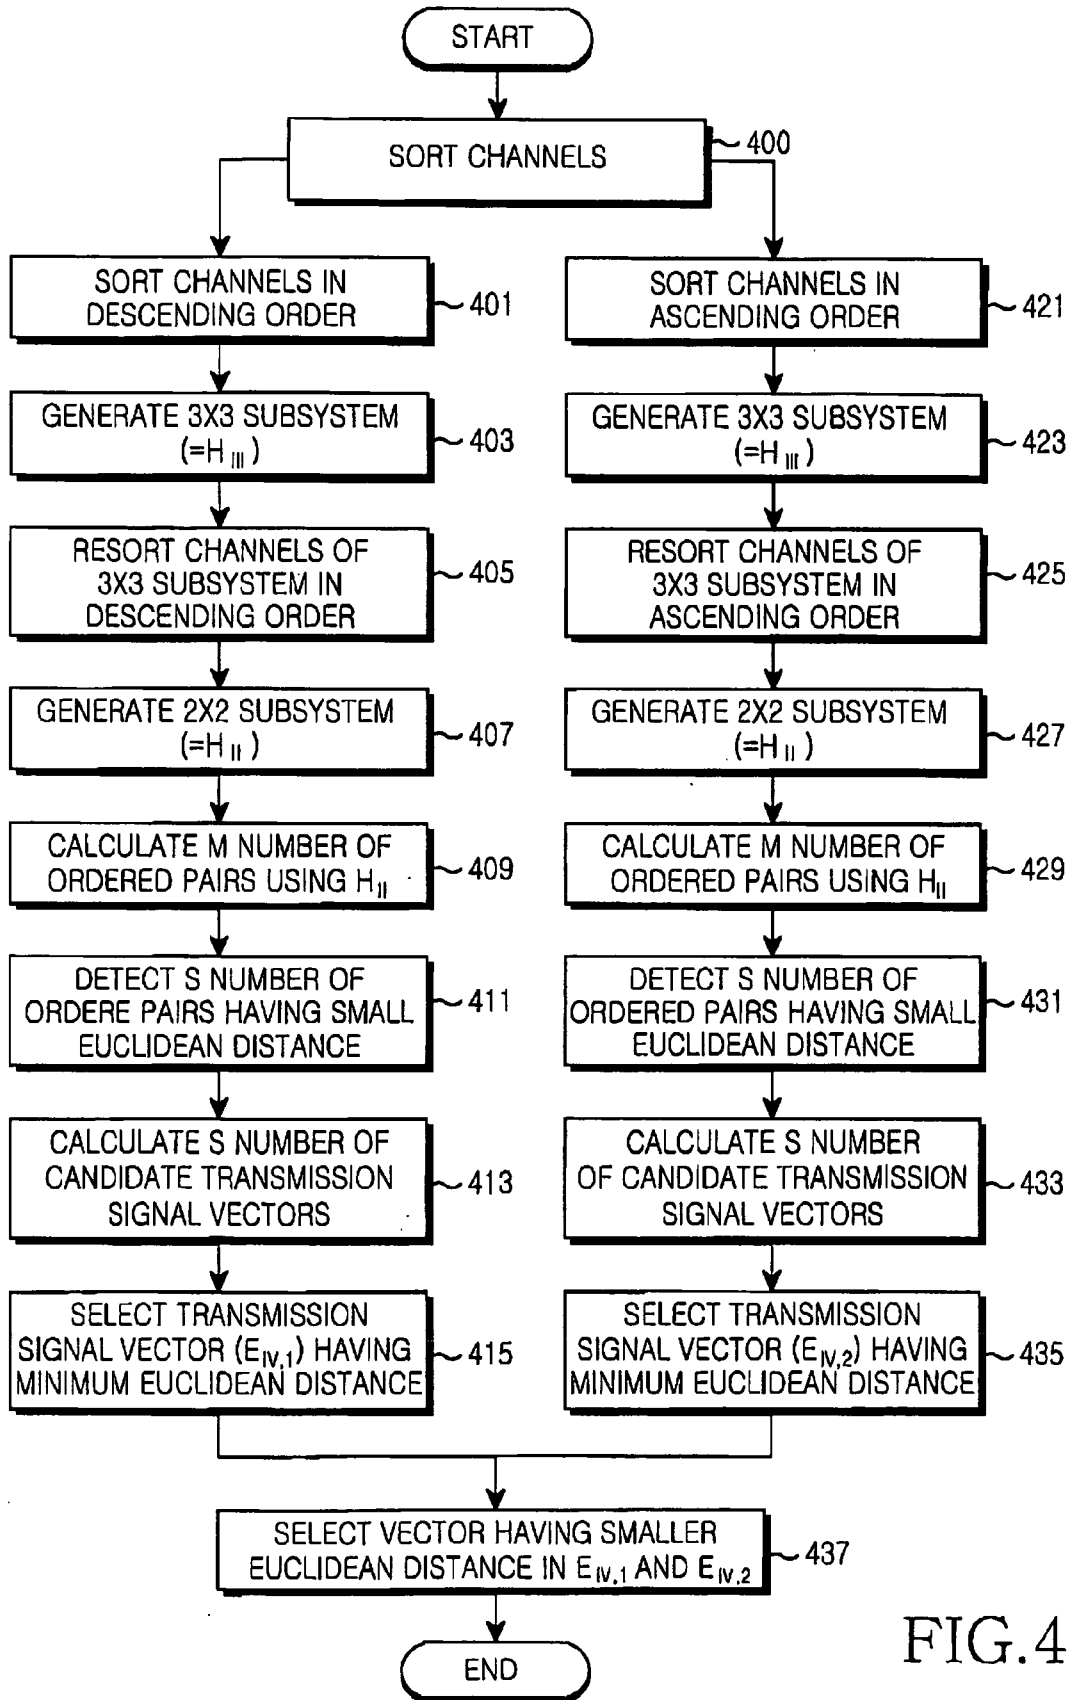 START
SORT CHANNELS
400
SORT CHANNELS IN
DESCENDING ORDER
401
GENERATE 3X3 SUBSYSTEM
(=H III )
403
RESORT CHANNELS OF
3X3 SUBSYSTEM IN
DESCENDING ORDER
405
GENERATE 2X2 SUBSYSTEM
(=H II )
407
CALCULATE M NUMBER OF
ORDERED PAIRS USING H II
409
DETECT S NUMBER OF
ORDERE PAIRS HAVING SMALL
EUCLIDEAN DISTANCE
411
CALCULATE S NUMBER OF
CANDIDATE TRANSMISSION
SIGNAL VECTORS
413
SELECT TRANSMISSION
SIGNAL VECTOR (E IV,1) HAVING
MINIMUM EUCLIDEAN DISTANCE
415
SORT CHANNELS IN
ASCENDING ORDER
421
GENERATE 3X3 SUBSYSTEM
(=H III )
423
RESORT CHANNELS OF
3X3 SUBSYSTEM IN
ASCENDING ORDER
425
GENERATE 2X2 SUBSYSTEM
(=H II )
427
CALCULATE M NUMBER OF
ORDERED PAIRS USING H II
429
DETECT S NUMBER OF
ORDERED PAIRS HAVING SMALL
EUCLIDEAN DISTANCE
431
CALCULATE S NUMBER
OF CANDIDATE TRANSMISSION
SIGNAL VECTORS
433
SELECT TRANSMISSION
SIGNAL VECTOR (E IV,2) HAVING
MINIMUM EUCLIDEAN DISTANCE
435
SELECT VECTOR HAVING SMALLER
EUCLIDEAN DISTANCE IN E IV,1 AND E IV,2
437
END
FIG.4